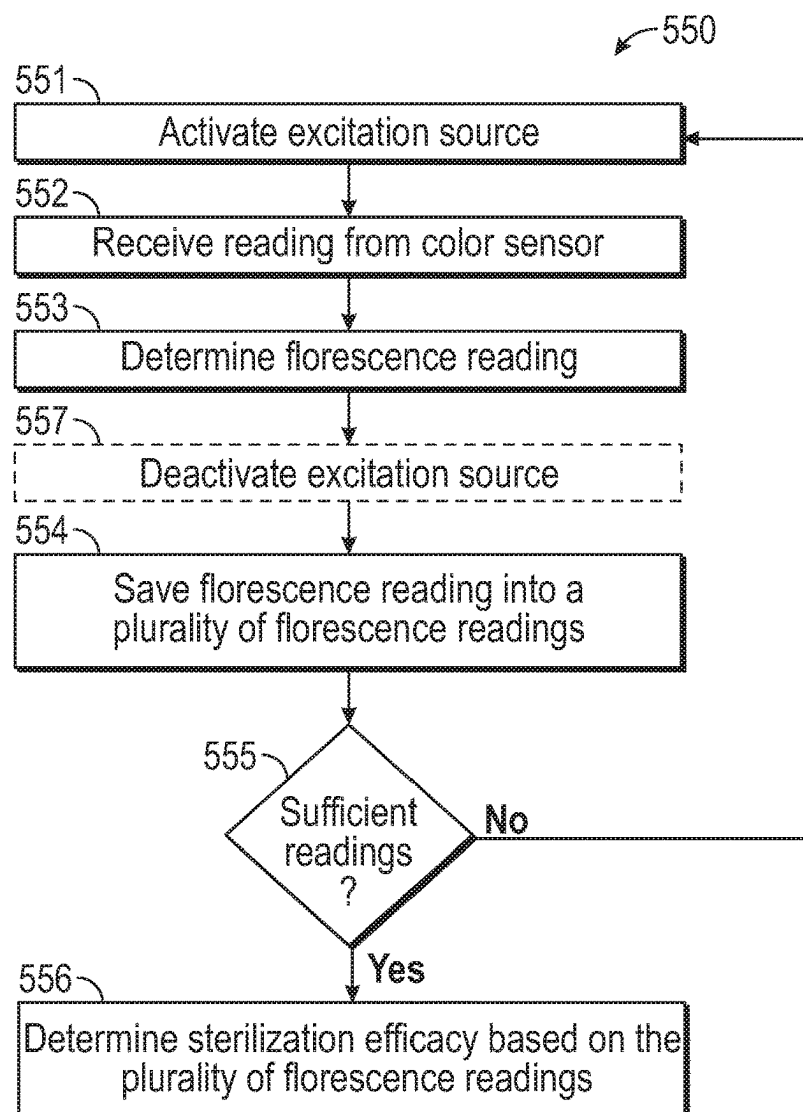 550
551
Activate excitation source
552
Receive reading from color sensor
553
Determine florescence reading
557
Deactivate excitation source
554
Save florescence reading into a
plurality of florescence readings
555
Sufficient
readings
?
No
Yes
556
Determine sterilization efficacy based on the
plurality of florescence readings